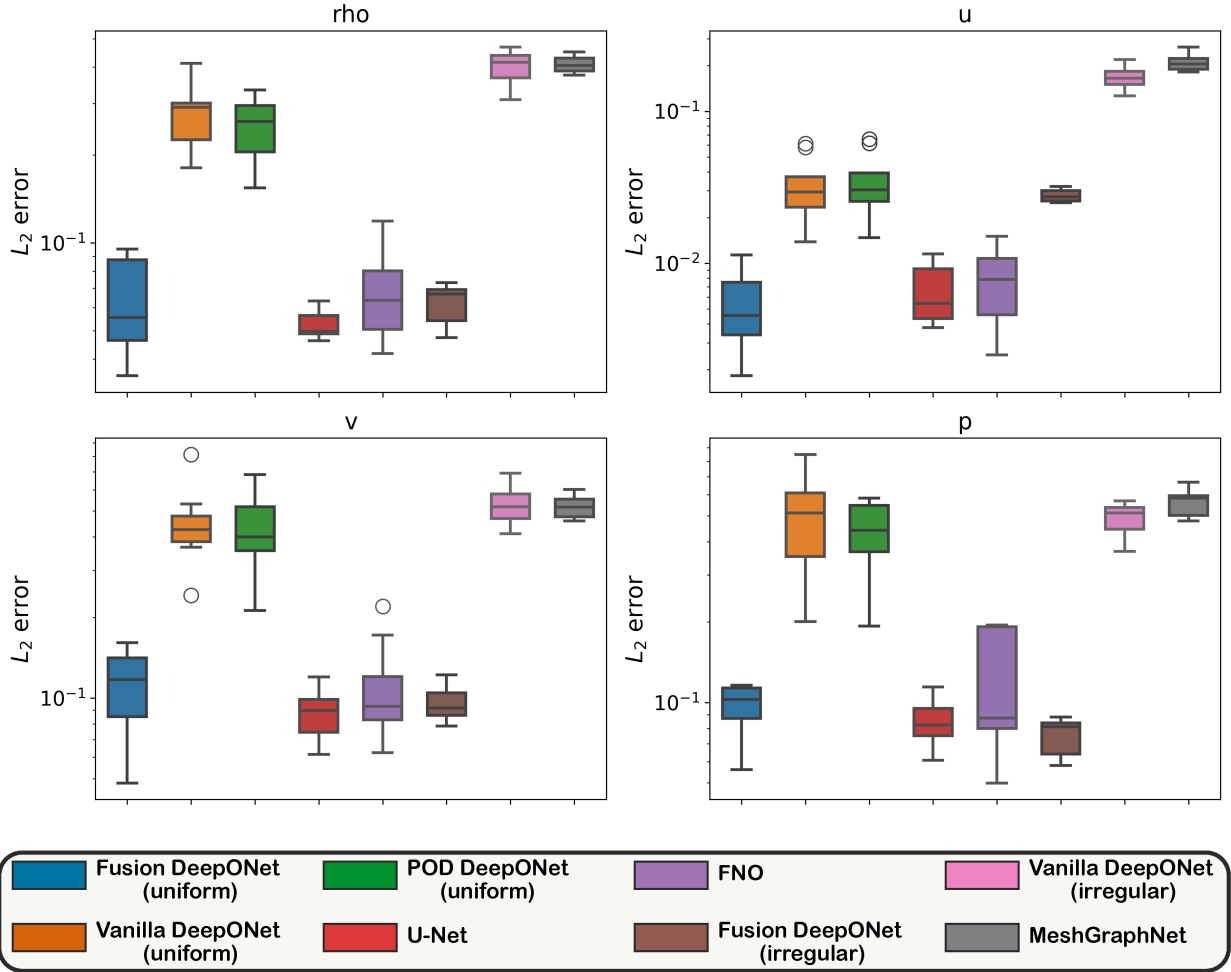 rho
u
L₂ error
10⁻¹
L₂ error
10⁻¹
10⁻²
v
p
L₂ error
10⁻¹
L₂ error
10⁻¹
Fusion DeepONet
(uniform)
POD DeepONet
(uniform)
FNO
Vanilla DeepONet
(irregular)
Vanilla DeepONet
(uniform)
U-Net
Fusion DeepONet
(irregular)
MeshGraphNet